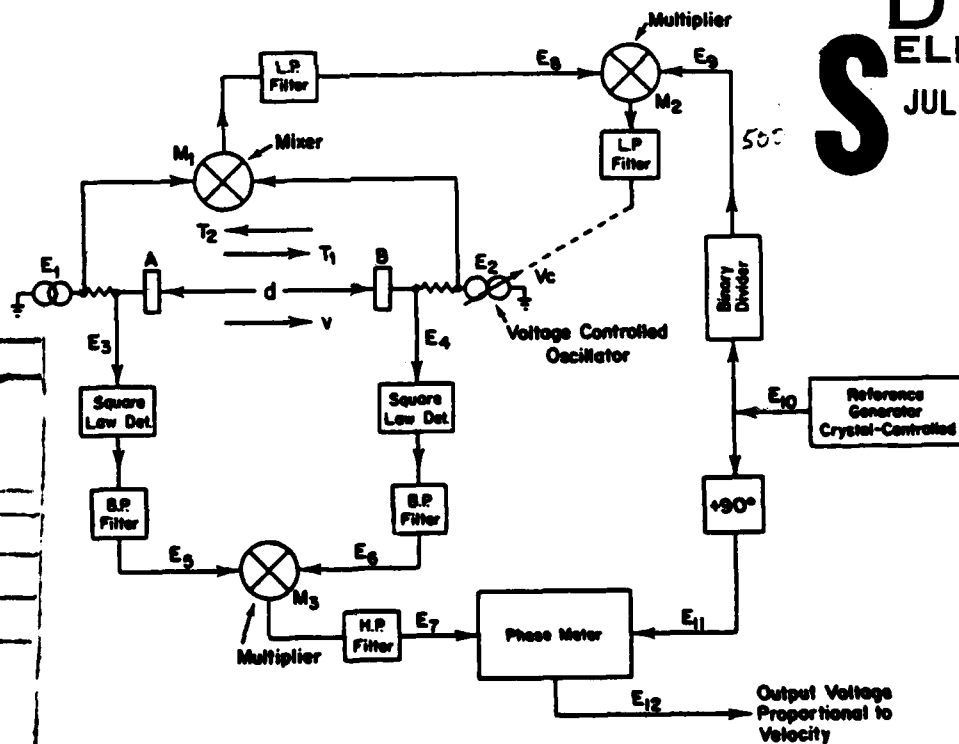 D
S
ELE
JUL
Multiplier
L.P.
Filter
E8
E9
M2
500
Mixer
M1
L.P.
Filter
T2
T1
E1
A
d
B
E2
Vc
v
Voltage Controlled
Oscillator
Binary
Divider
E3
E4
Square
Law Det.
Square
Law Det.
E10
Reference
Generator
Crystal-Controlled
B.P.
Filter
B.P.
Filter
+90°
E5
E6
M3
Multiplier
H.P.
Filter
E7
Phase Meter
E11
E12
Output Voltage
Proportional to
Velocity